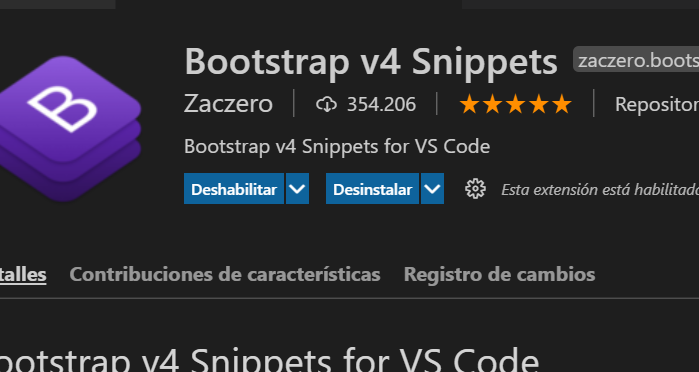 Bootstrap v4 Snippets zaczero.boots
Zaczero 354.206 Repositor
Bootstrap v4 Snippets for VS Code
Deshabilitar Desinstalar Esta extensión está habilitada
talles Contribuciones de características Registro de cambios
ootstrap v4 Snippets for VS Code